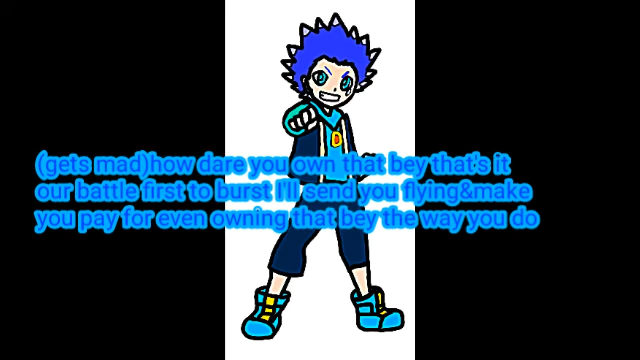 (gets mad)how dare you own that bey that's it
our battle first to burst I'll send you flying&make
you pay for even owning that bey the way you do